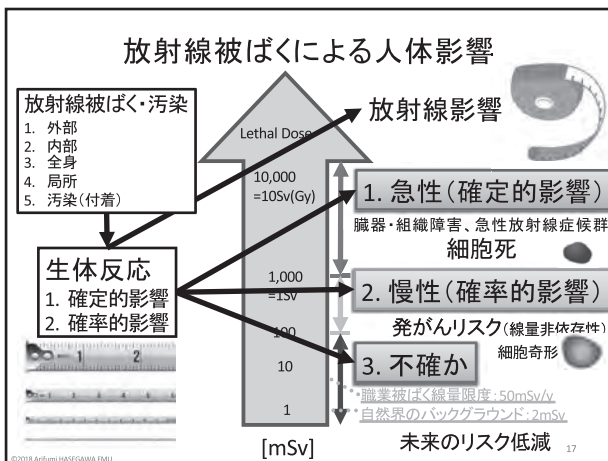 放射線被ばくによる人体影響
放射線被ばく・汚染
1. 外部
2. 内部
3. 全身
4. 局所
5. 汚染(付着)
生体反応
1. 確定的影響
2. 確率的影響
Lethal Dose
10,000
=10Sv(Gy)
1,000
=1Sv
100
10
1
[mSv]
放射線影響
1. 急性(確定的影響)
臓器・組織障害、急性放射線症候群
細胞死
2. 慢性(確率的影響)
発がんリスク(線量非依存性)
細胞奇形
3. 不確か
・職業被ばく線量限度:50mSv/y
・自然界のバックグラウンド:2mSv
未来のリスク低減
17
©2018 Arifumi HASEGAWA FMU